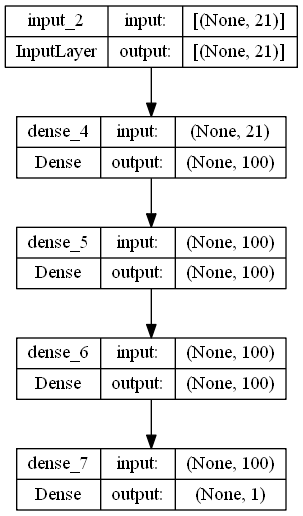 input_2 input: [(None, 21)]
InputLayer output: [(None, 21)]
dense_4 input: (None, 21)
Dense output: (None, 100)
dense_5 input: (None, 100)
Dense output: (None, 100)
dense_6 input: (None, 100)
Dense output: (None, 100)
dense_7 input: (None, 100)
Dense output: (None, 1)